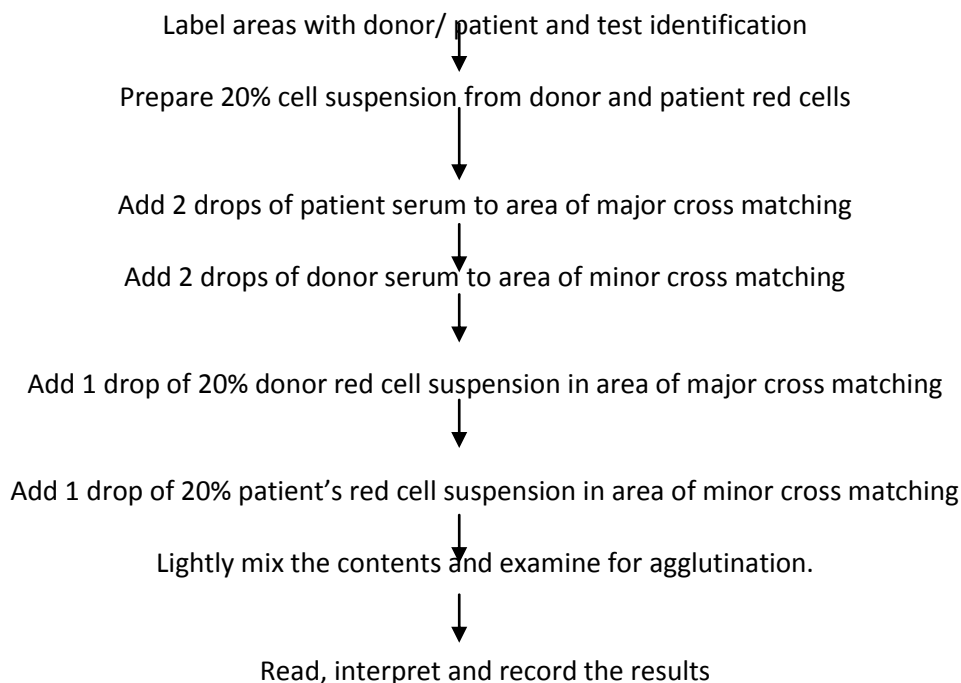 Label areas with donor/ patient and test identification
Prepare 20% cell suspension from donor and patient red cells
Add 2 drops of patient serum to area of major cross matching
Add 2 drops of donor serum to area of minor cross matching
Add 1 drop of 20% donor red cell suspension in area of major cross matching
Add 1 drop of 20% patient’s red cell suspension in area of minor cross matching
Lightly mix the contents and examine for agglutination.
Read, interpret and record the results